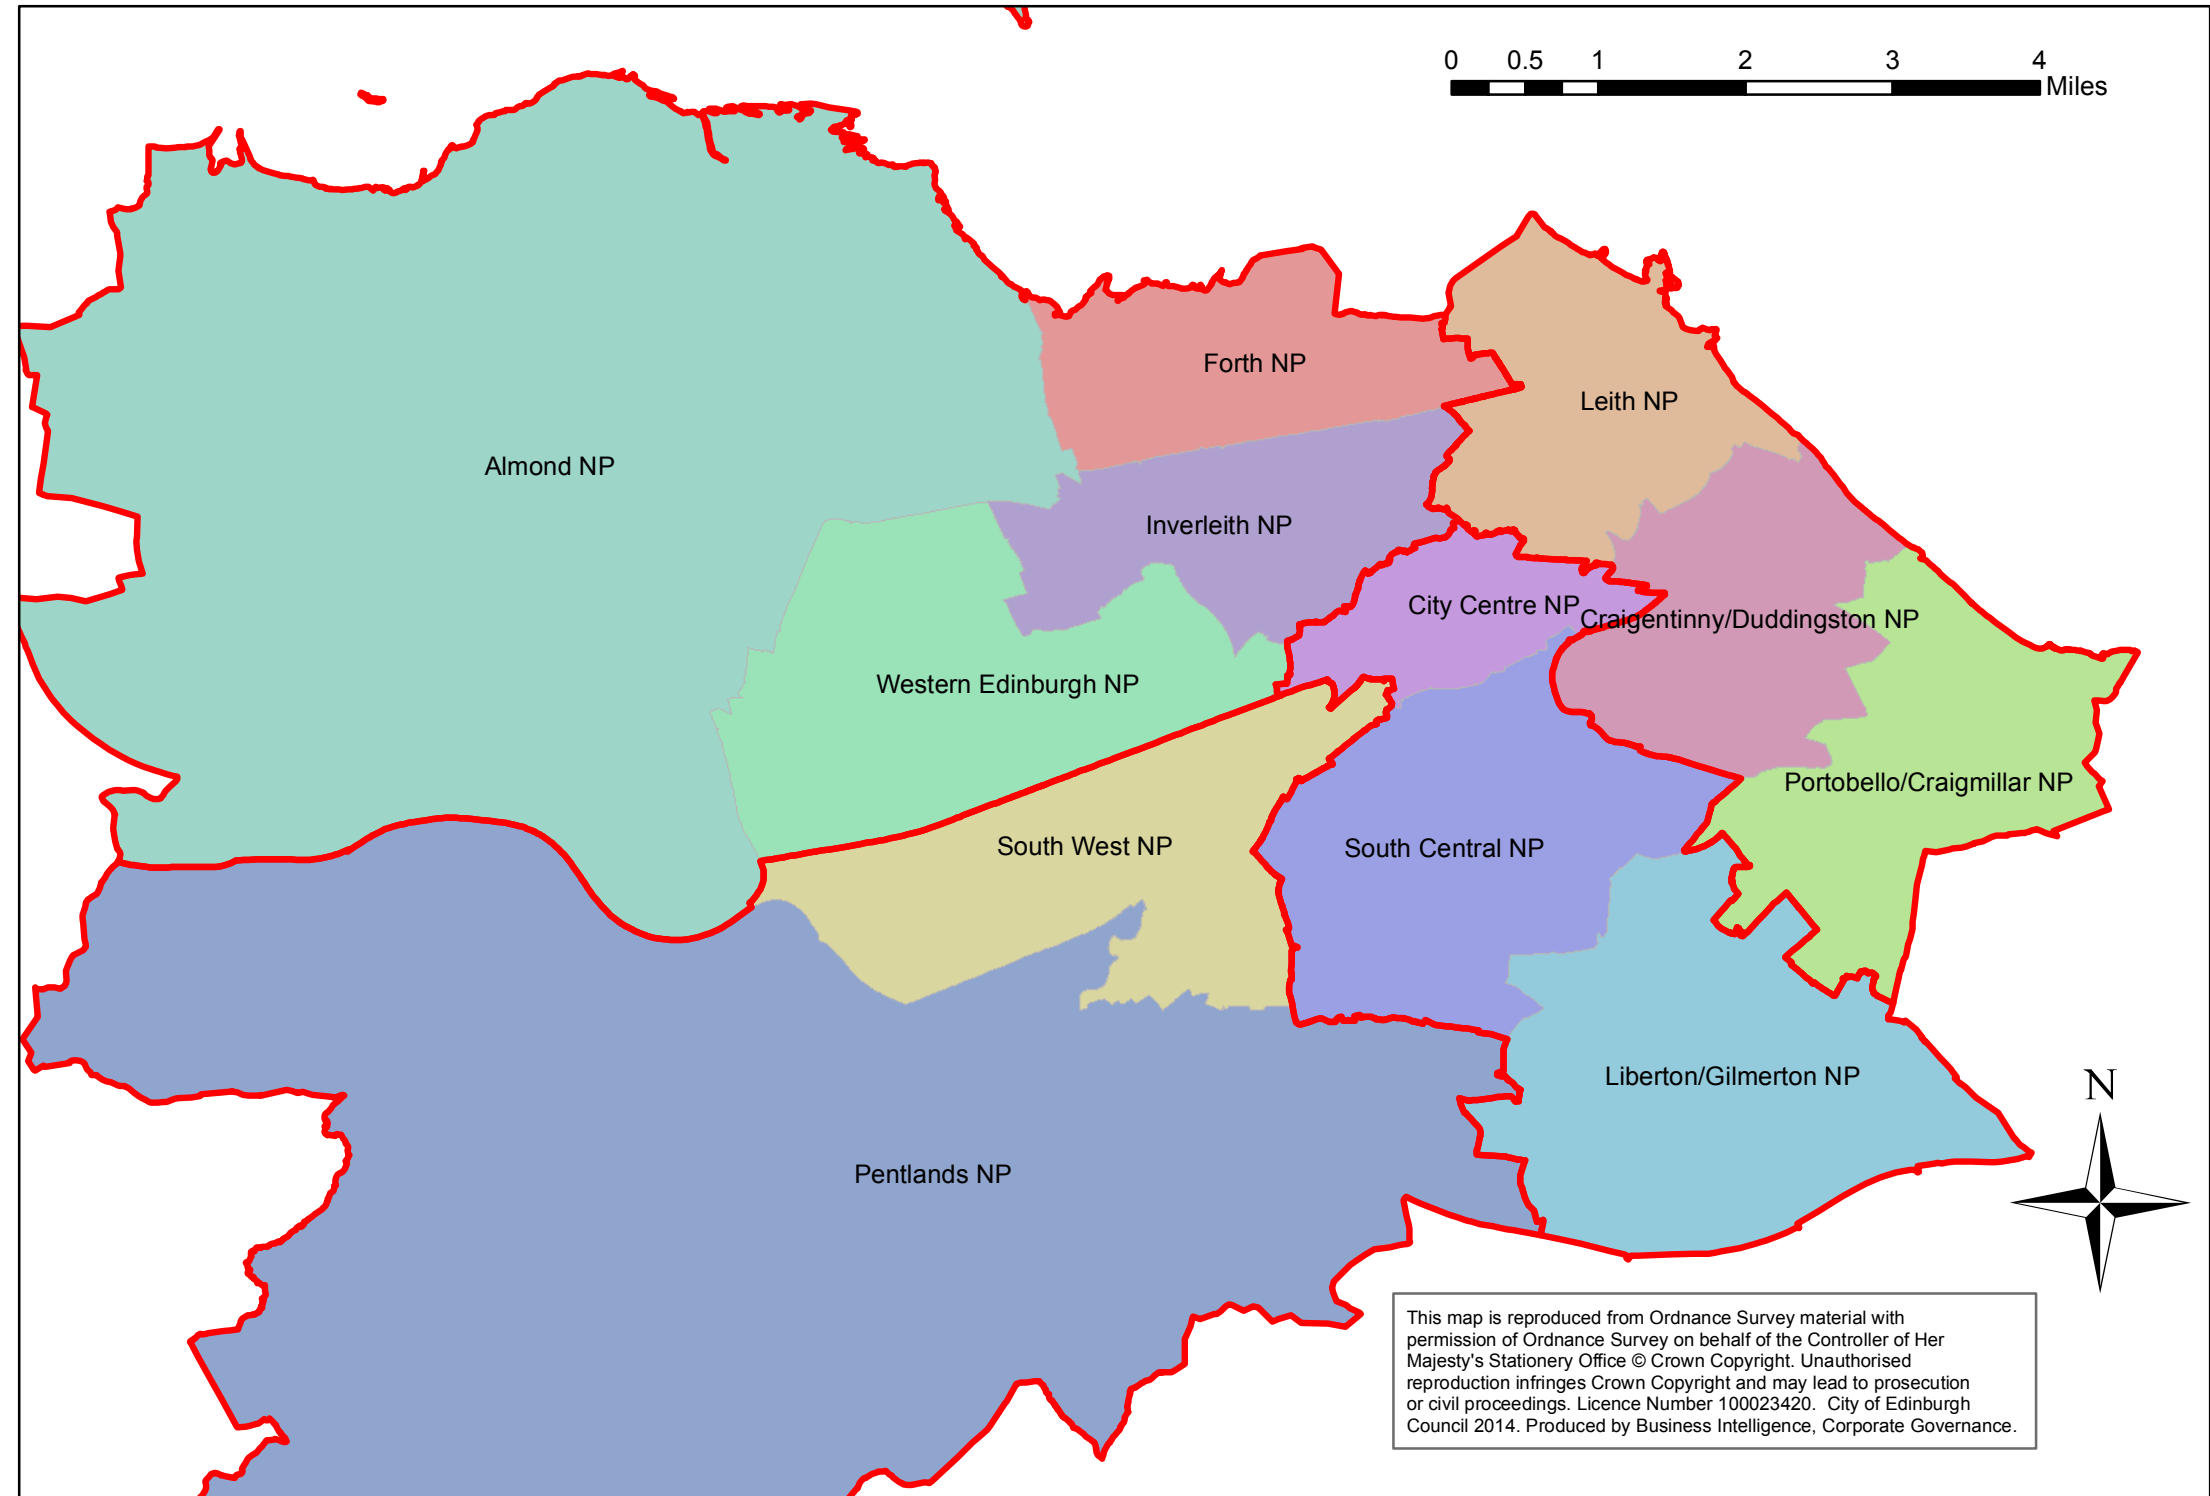 0 0.5 1 2 3 4
Miles
Forth NP
Leith NP
Almond NP
Inverleith NP
City Centre NP
Craigentinny/Duddingston NP
Western Edinburgh NP
Portobello/Craigmillar NP
South West NP
South Central NP
Liberton/Gilmerton NP
N
Pentlands NP
This map is reproduced from Ordnance Survey material with
permission of Ordnance Survey on behalf of the Controller of Her
Majesty's Stationery Office © Crown Copyright. Unauthorised
reproduction infringes Crown Copyright and may lead to prosecution
or civil proceedings. Licence Number 100023420.  City of Edinburgh
Council 2014. Produced by Business Intelligence, Corporate Governance.